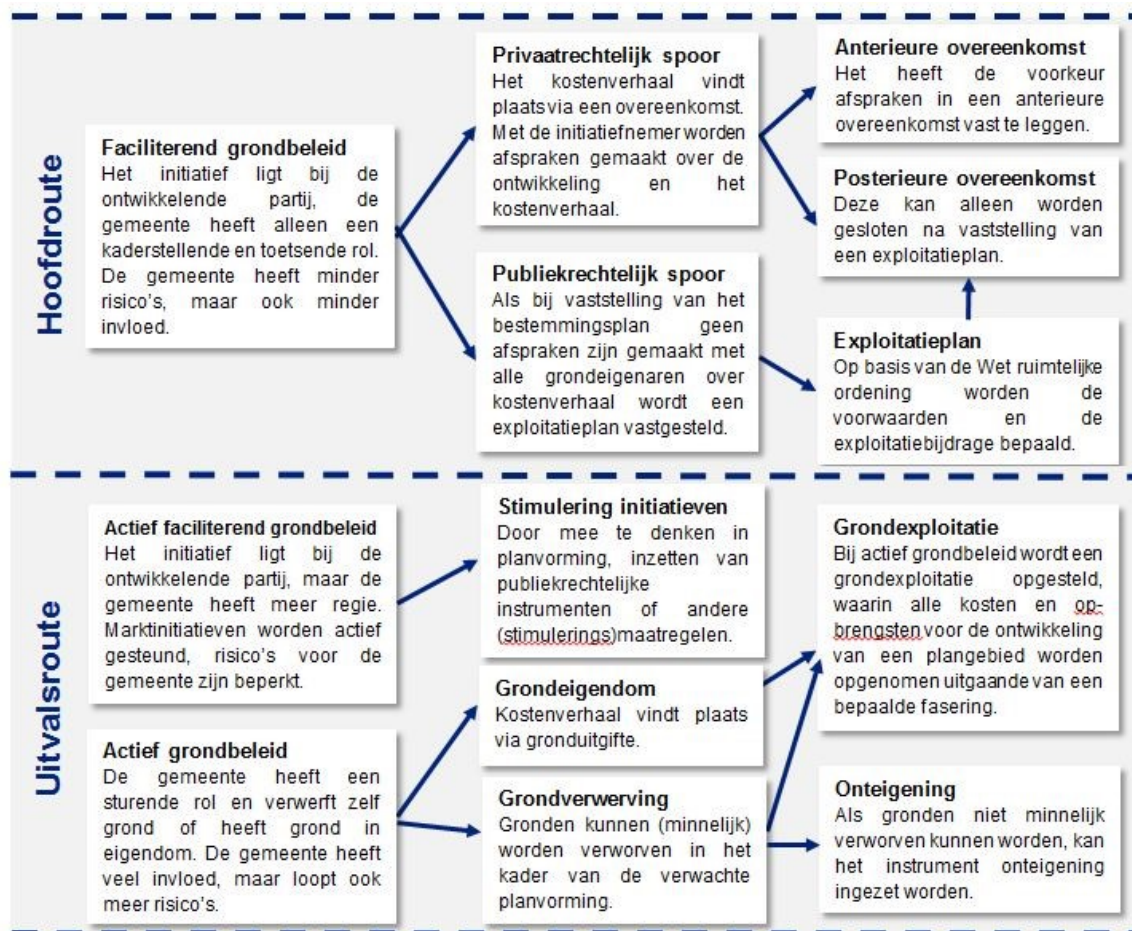 Hoofdroute
Faciliterend grondbeleid
Het initiatief ligt bij de
ontwikkelende partij, de
gemeente heeft alleen een
kaderstellende en toetsende rol.
De gemeente heeft minder
risico's, maar ook minder
invloed.
Privaatrechtelijk spoor
Het kostenverhaal vindt
plaats via een overeenkomst.
Met de initiatiefnemer worden
afspraken gemaakt over de
ontwikkeling en het
kostenverhaal.
Publiekrechtelijk spoor
Als bij vaststelling van het
bestemmingsplan geen
afspraken zijn gemaakt met
alle grondeigenaren over
kostenverhaal wordt een
exploitatieplan vastgesteld.
Anterieure overeenkomst
Het heeft de voorkeur
afspraken in een anterieure
overeenkomst vast te leggen.
Posterieure overeenkomst
Deze kan alleen worden
gesloten na vaststelling van
een exploitatieplan.
Exploitatieplan
Op basis van de Wet ruimtelijke
ordening worden de
voorwaarden en de
exploitatiebijdrage bepaald.
Uitvalsroute
Actief faciliterend grondbeleid
Het initiatief ligt bij de
ontwikkelende partij, maar de
gemeente heeft meer regie.
Marktinitiatieven worden actief
gesteund, risico's voor de
gemeente zijn beperkt.
Actief grondbeleid
De gemeente heeft een
sturende rol en verwerft zelf
grond of heeft grond in
eigendom. De gemeente heeft
veel invloed, maar loopt ook
meer risico's.
Stimulering initiatieven
Door mee te denken in
planvorming, inzetten van
publiekrechtelijke
instrumenten of andere
(stimulerings)maatregelen.
Grondeigendom
Kostenverhaal vindt plaats
via gronduitgifte.
Grondverwerving
Gronden kunnen (minnelijk)
worden verworven in het
kader van de verwachte
planvorming.
Grondexploitatie
Bij actief grondbeleid wordt een
grondexploitatie opgesteld,
waarin alle kosten en op-
brengsten voor de ontwikkeling
van een plangebied worden
opgenomen uitgaande van een
bepaalde fasering.
Onteigening
Als gronden niet minnelijk
verworven kunnen worden, kan
het instrument onteigening
ingezet worden.